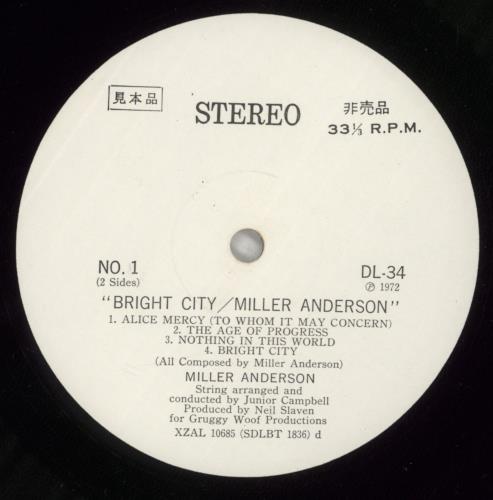 見本品
STEREO
非売品
33⅓ R.P.M.
NO. 1
(2 Sides)
DL-34
℗ 1972
"BRIGHT CITY/MILLER ANDERSON"
1. ALICE MERCY (TO WHOM IT MAY CONCERN)
2. THE AGE OF PROGRESS
3. NOTHING IN THIS WORLD
4. BRIGHT CITY
(All Composed by Miller Anderson)
MILLER ANDERSON
String arranged and
conducted by Junior Campbell
Produced by Neil Slaven
for Gruggy Woof Productions
XZAL 10685 (SDLBT 1836) d